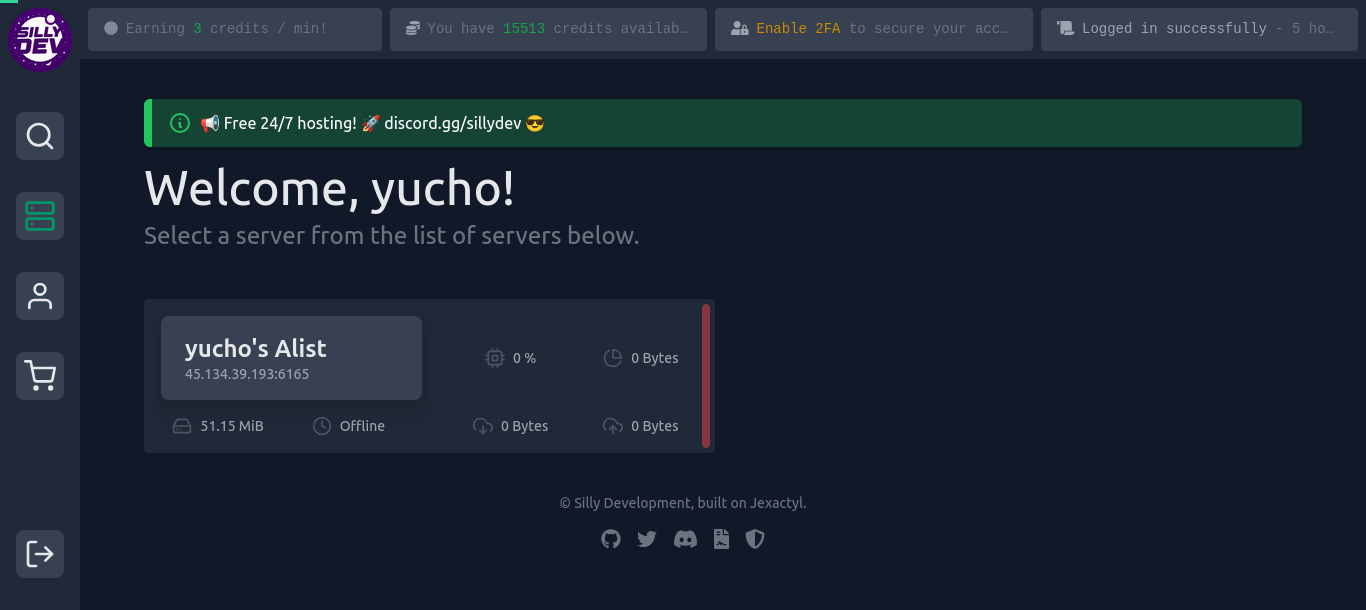 SILLY
DEV
Earning 3 credits / min!
You have 15513 credits availab…
Enable 2FA to secure your acc…
Logged in successfully - 5 ho…
📢 Free 24/7 hosting! 🚀 discord.gg/sillydev 😎
Welcome, yucho!
Select a server from the list of servers below.
yucho's Alist
45.134.39.193:6165
0 %
0 Bytes
51.15 MiB
Offline
0 Bytes
0 Bytes
© Silly Development, built on Jexactyl.